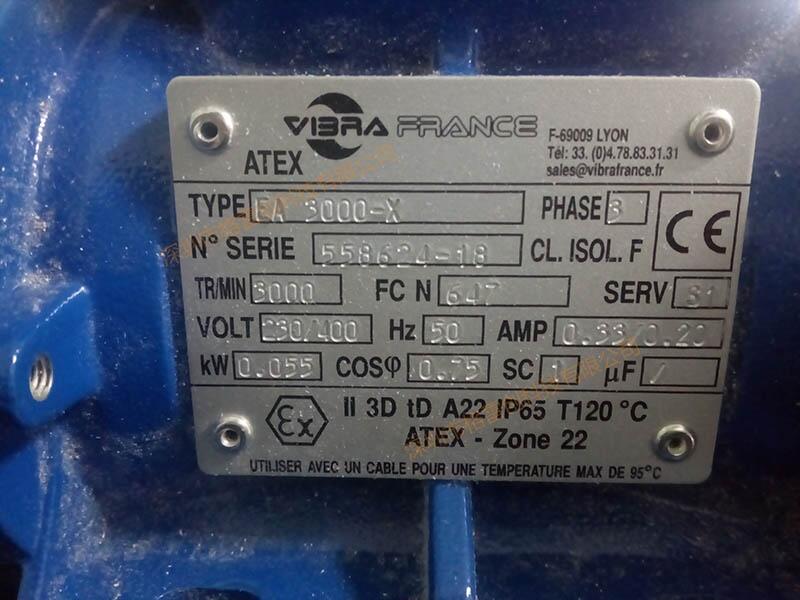 VIBRA FRANCE
ATEX
F-69009 LYON
Tél: 33. (0)4.78.83.31.31
sales@vibrafrance.fr
TYPE EA 3000-X PHASE 3
N° SERIE 558624-18 CL. ISOL. F CE
TR/MIN 3000 FC N 647 SERV S1
VOLT 230/400 Hz 50 AMP 0.33/0.20
kW 0.055 COSφ 0.75 SC 1 µF /
Ex II 3D tD A22 IP65 T120 °C
ATEX - Zone 22
UTILISER AVEC UN CABLE POUR UNE TEMPERATURE MAX DE 95°C